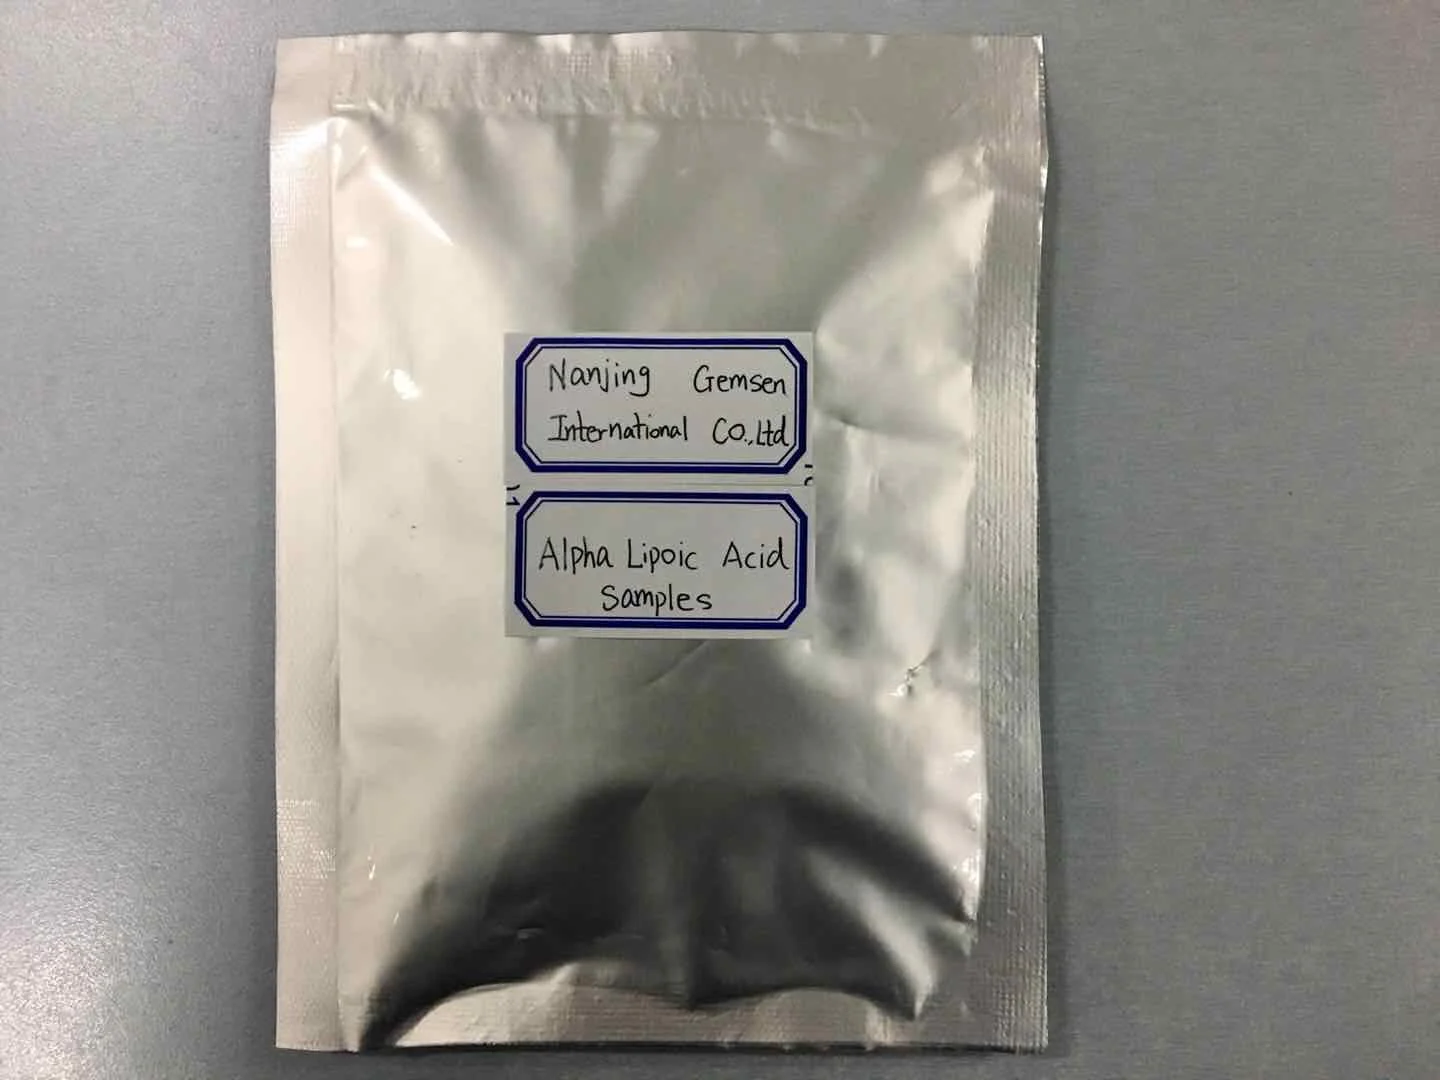 Nanjing Gemsen
International CO.,Ltd
Alpha Lipoic Acid
Samples